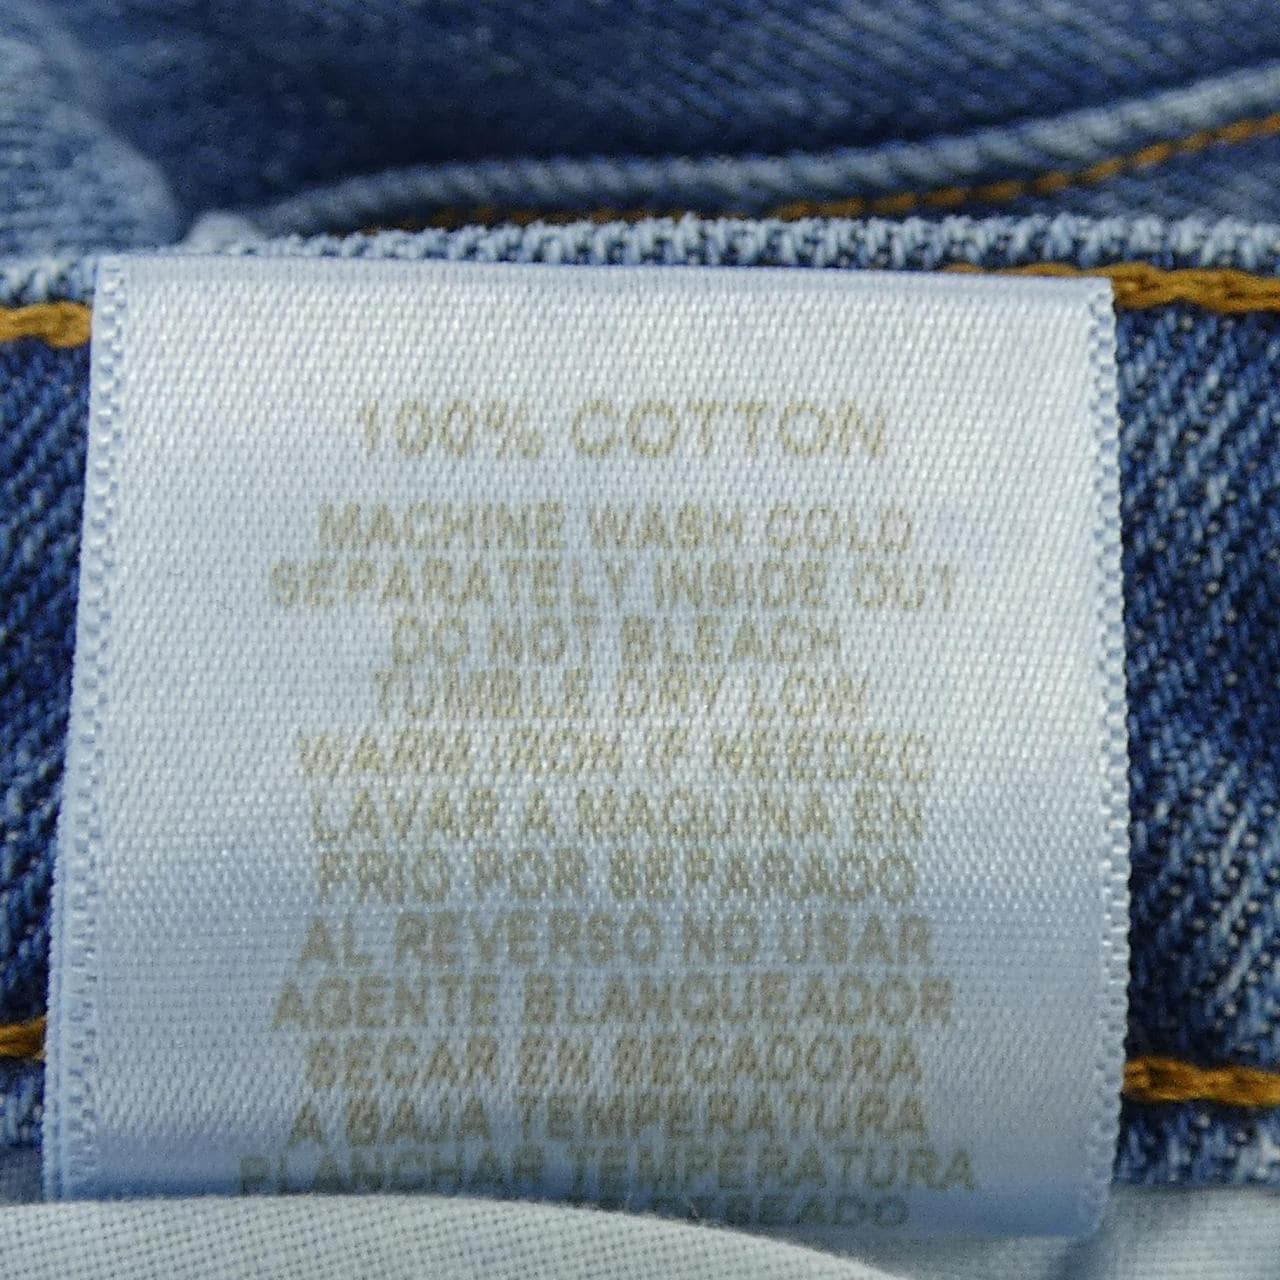 100% COTTON
MACHINE WASH COLD
SEPARATELY INSIDE OUT
DO NOT BLEACH
TUMBLE DRY LOW
WARM IRON IF NEEDED
LAVAR A MAQUINA EN
FRIO POR SEPARADO
AL REVERSO NO USAR
AGENTE BLANQUEADOR
SECAR EN SECADORA
A BAJA TEMPERATURA
PLANCHAR TEMPERATURA